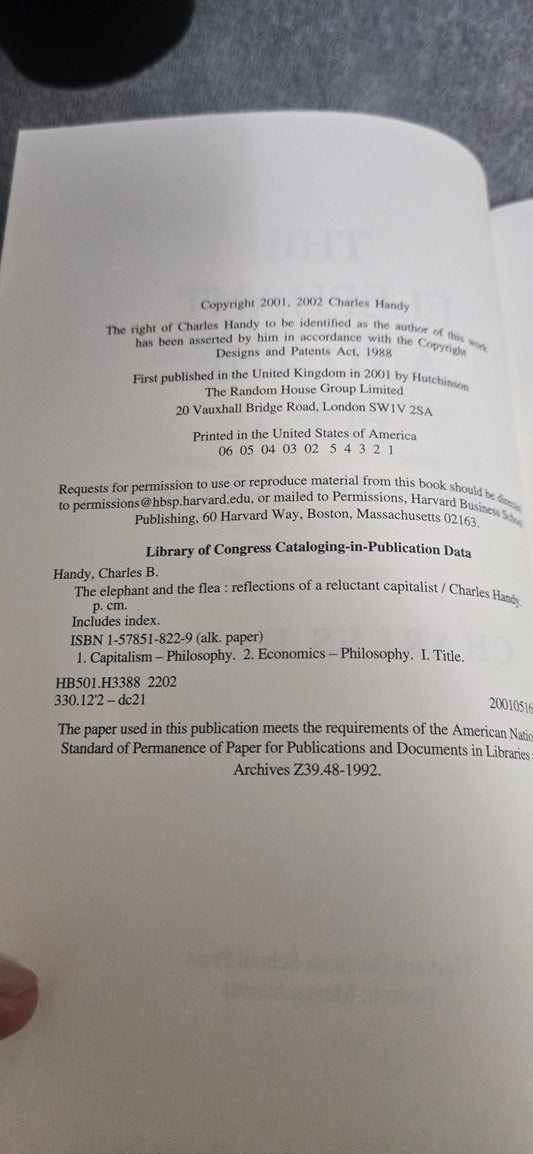 Copyright 2001, 2002 Charles Handy
The right of Charles Handy to be identified as the author of this work
has been asserted by him in accordance with the Copyright
Designs and Patents Act, 1988
First published in the United Kingdom in 2001 by Hutchinson
The Random House Group Limited
20 Vauxhall Bridge Road, London SW1V 2SA
Printed in the United States of America
06 05 04 03 02 5 4 3 2 1
Requests for permission to use or reproduce material from this book should be directed
to permissions@hbsp.harvard.edu, or mailed to Permissions, Harvard Business School
Publishing, 60 Harvard Way, Boston, Massachusetts 02163.
Library of Congress Cataloging-in-Publication Data
Handy, Charles B.
The elephant and the flea : reflections of a reluctant capitalist / Charles Handy.
p. cm.
Includes index.
ISBN 1-57851-822-9 (alk. paper)
1. Capitalism – Philosophy. 2. Economics – Philosophy. I. Title.
HB501.H3388 2202
330.12'2 – dc21
20010516
The paper used in this publication meets the requirements of the American Natio
Standard of Permanence of Paper for Publications and Documents in Libraries
Archives Z39.48-1992.